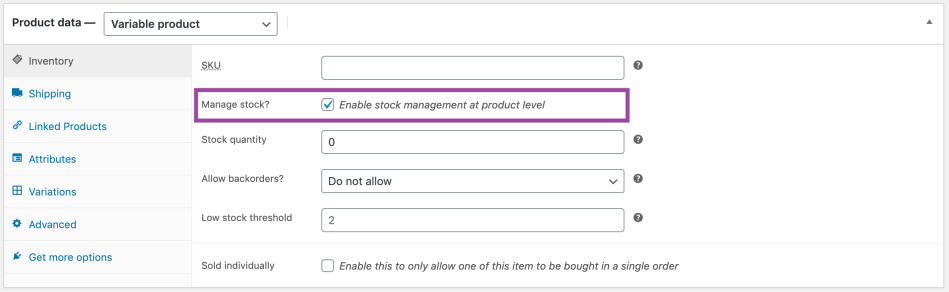 Product data — Variable product
Inventory
Shipping
Linked Products
Attributes
Variations
Advanced
Get more options
SKU
Manage stock? Enable stock management at product level
Stock quantity 0
Allow backorders? Do not allow
Low stock threshold 2
Sold individually Enable this to only allow one of this item to be bought in a single order